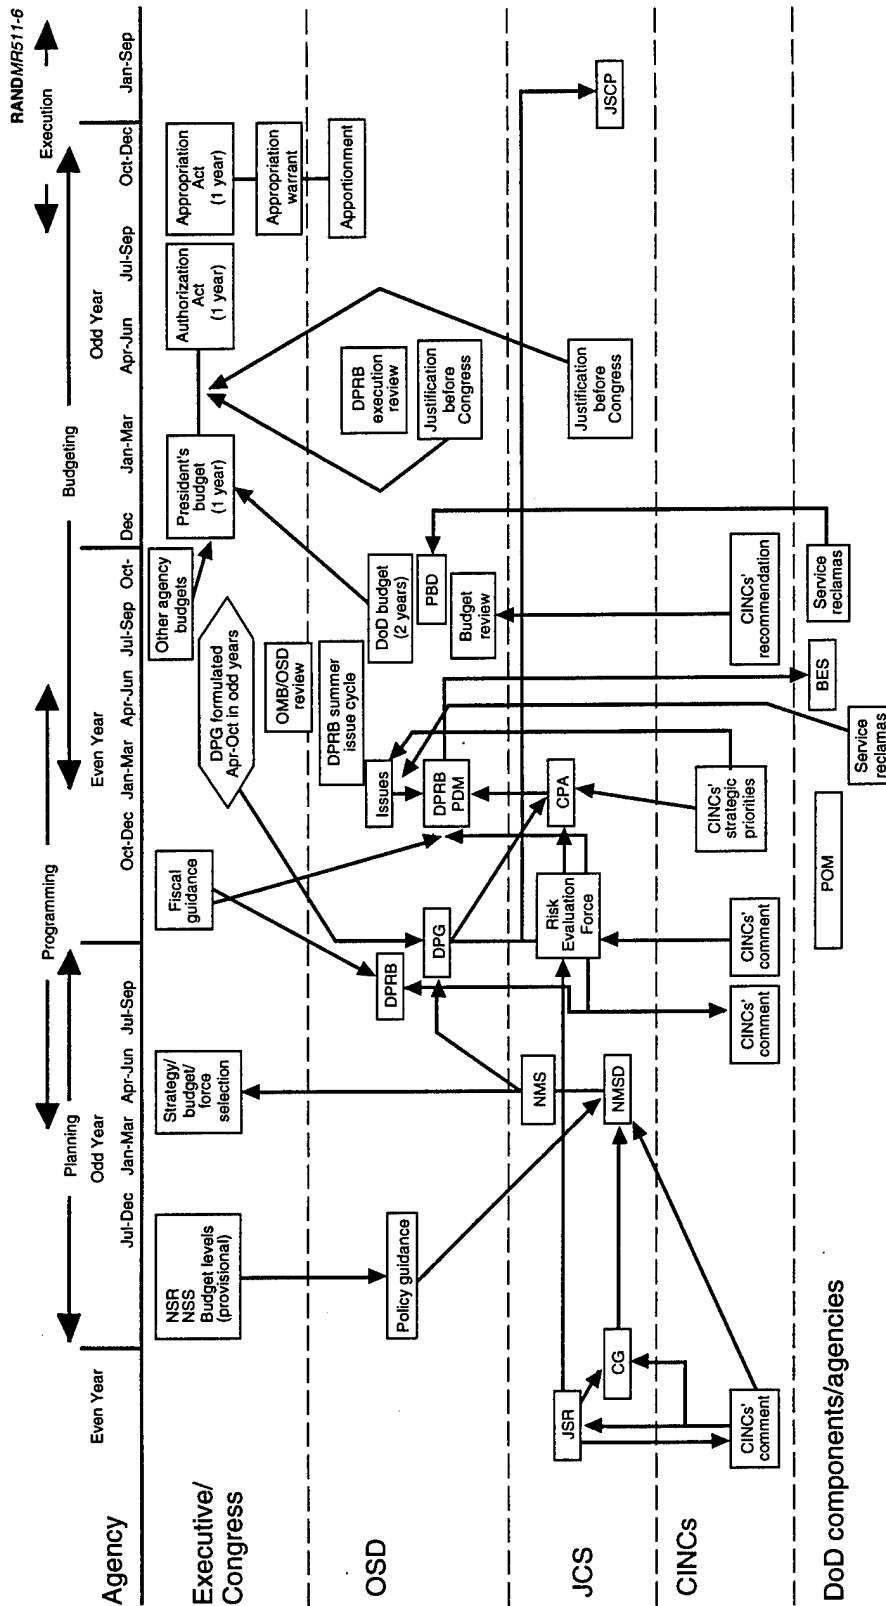 RANDMR511-6
Planning
Programming
Budgeting
Execution
Agency
Even Year
Odd Year
Even Year
Odd Year
Jul-Dec
Jan-Mar
Apr-Jun
Jul-Sep
Oct-Dec
Jan-Mar
Apr-Jun
Jul-Sep
Oct-
Dec
Jan-Mar
Apr-Jun
Jul-Sep
Oct-Dec
Jan-Sep
Executive/
Congress
NSR
NSS
Budget levels
(provisional)
Strategy/
budget/
force
selection
Fiscal
guidance
DPG formulated
Apr-Oct in odd years
Other agency
budgets
President's
budget
(1 year)
Authorization
Act
(1 year)
Appropriation
Act
(1 year)
OMB/OSD
review
Appropriation
warrant
OSD
Policy guidance
DPRB
DPG
Issues
DPRB
PDM
DPRB summer
issue cycle
DoD budget
(2 years)
PBD
Budget
review
DPRB
execution
review
Justification
before
Congress
Apportionment
JCS
JSR
CG
NMS
NMSD
Risk
Evaluation
Force
CPA
Justification
before
Congress
JSCP
CINCs
CINCs'
comment
CINCs'
comment
CINCs'
comment
CINCs'
strategic
priorities
CINCs'
recommendation
DoD components/agencies
POM
Service
reclamas
BES
Service
reclamas